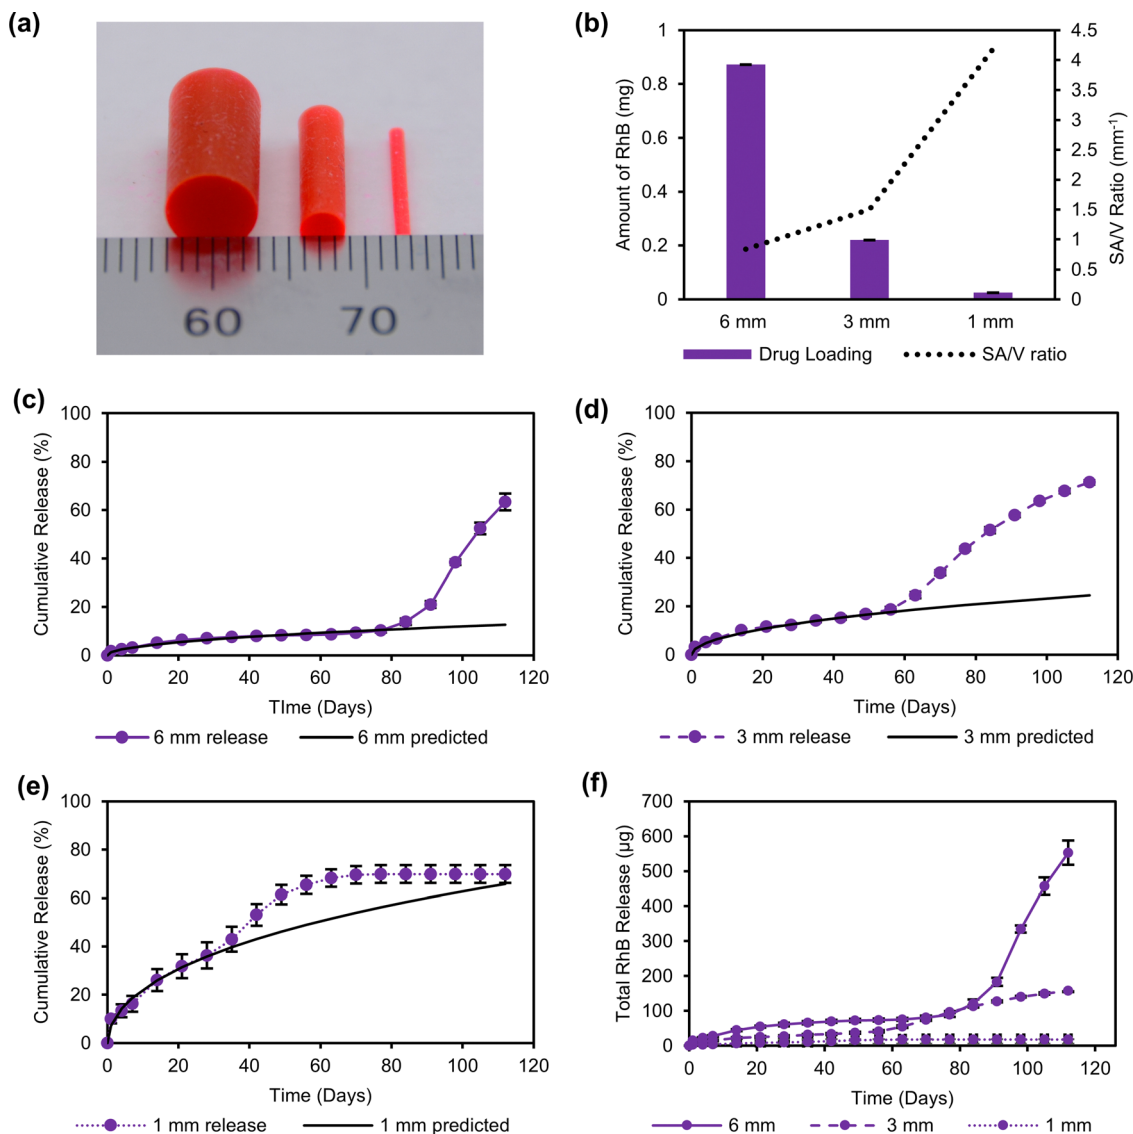 (a)
60 70
(b)
Amount of RhB (mg)
1
0.8
0.6
0.4
0.2
0
4.5
4
3.5
3
2.5
2
1.5
1
0.5
0
SA/V Ratio (mm⁻¹)
6 mm 3 mm 1 mm
Drug Loading SA/V ratio
(c)
Cumulative Release (%)
100
80
60
40
20
0
0 20 40 60 80 100 120
TIme (Days)
6 mm release 6 mm predicted
(d)
Cumulative Release (%)
100
80
60
40
20
0
0 20 40 60 80 100 120
Time (Days)
3 mm release 3 mm predicted
(e)
Cumulative Release (%)
100
80
60
40
20
0
0 20 40 60 80 100 120
Time (Days)
1 mm release 1 mm predicted
(f)
Total RhB Release (μg)
700
600
500
400
300
200
100
0
0 20 40 60 80 100 120
Time (Days)
6 mm 3 mm 1 mm